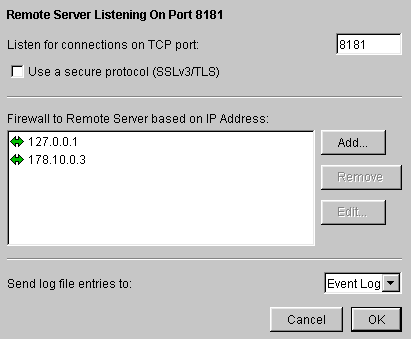 Remote Server Listening On Port 8181
Listen for connections on TCP port: 8181
Use a secure protocol (SSLv3/TLS)
Firewall to Remote Server based on IP Address:
127.0.0.1
178.10.0.3
Add...
Remove
Edit...
Send log file entries to: Event Log
Cancel OK